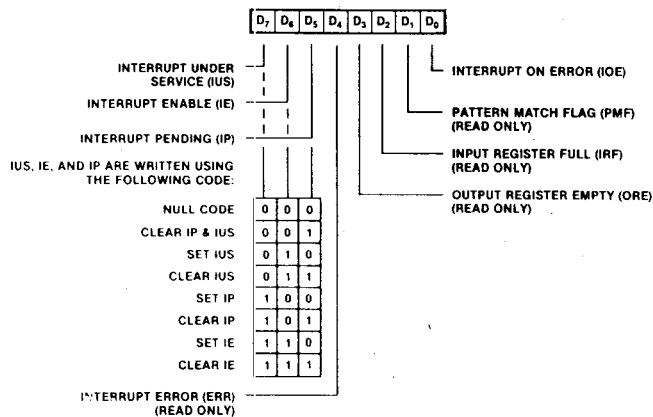 D7 D6 D5 D4 D3 D2 D1 D0
INTERRUPT UNDER
SERVICE (IUS)
INTERRUPT ENABLE (IE)
INTERRUPT PENDING (IP)
IUS, IE, AND IP ARE WRITTEN USING
THE FOLLOWING CODE:
NULL CODE 0 0 0
CLEAR IP & IUS 0 0 1
SET IUS 0 1 0
CLEAR IUS 0 1 1
SET IP 1 0 0
CLEAR IP 1 0 1
SET IE 1 1 0
CLEAR IE 1 1 1
INTERRUPT ERROR (ERR)
(READ ONLY)
INTERRUPT ON ERROR (IOE)
PATTERN MATCH FLAG (PMF)
(READ ONLY)
INPUT REGISTER FULL (IRF)
(READ ONLY)
OUTPUT REGISTER EMPTY (ORE)
(READ ONLY)